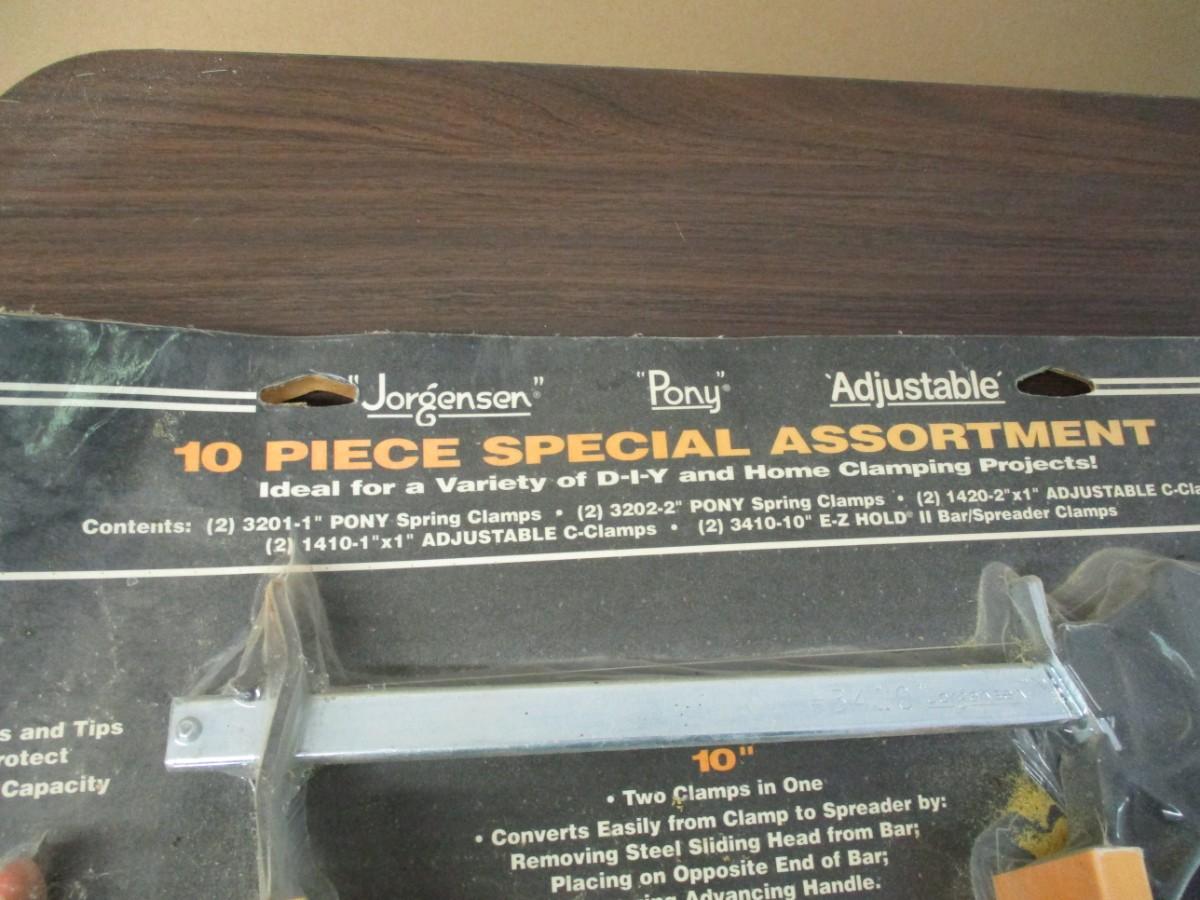 "Jorgensen"® "Pony"® 'Adjustable'
10 PIECE SPECIAL ASSORTMENT
Ideal for a Variety of D-I-Y and Home Clamping Projects!
Contents: (2) 3201-1" PONY Spring Clamps • (2) 3202-2" PONY Spring Clamps • (2) 1420-2"x1" ADJUSTABLE C-Cla
(2) 1410-1"x1" ADJUSTABLE C-Clamps • (2) 3410-10" E-Z HOLD® II Bar/Spreader Clamps
Jorgensen
s and Tips
rotect
Capacity
10"
• Two Clamps in One
• Converts Easily from Clamp to Spreader by:
Removing Steel Sliding Head from Bar;
Placing on Opposite End of Bar;
Advancing Handle.